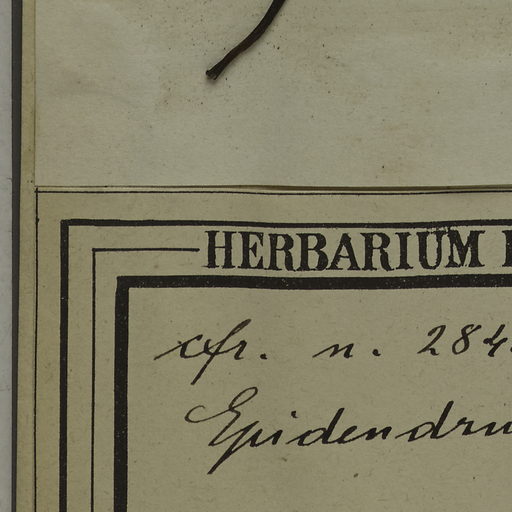 HERBARIUM
cfr. n. 284
Epidendru